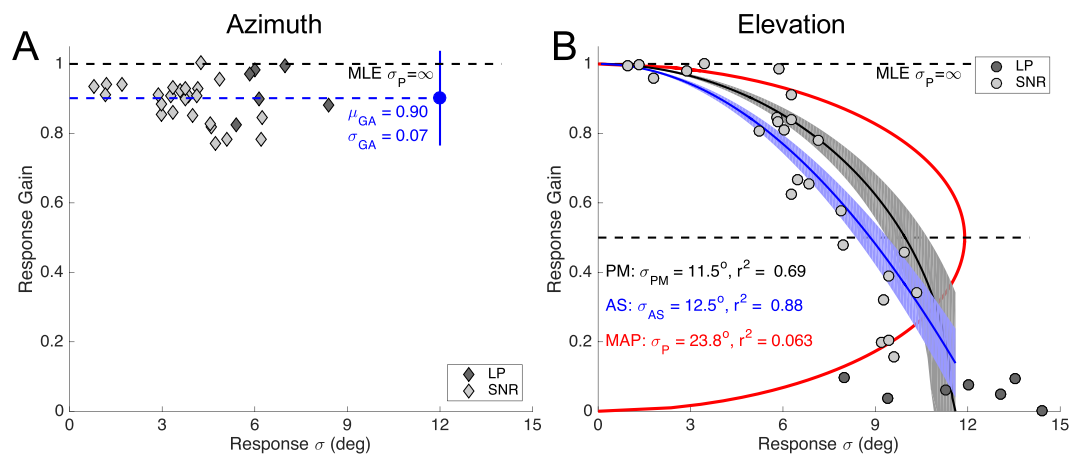 A
Azimuth
1
0.8
0.6
0.4
0.2
0
Response Gain
MLE σP=∞
μGA = 0.90
σGA = 0.07
LP
SNR
0 3 6 9 12 15
Response σ (deg)
B
Elevation
1
0.8
0.6
0.4
0.2
0
Response Gain
MLE σP=∞
LP
SNR
PM: σPM = 11.5o, r2 = 0.69
AS: σAS = 12.5o, r2 = 0.88
MAP: σP = 23.8o, r2 = 0.063
0 3 6 9 12 15
Response σ (deg)